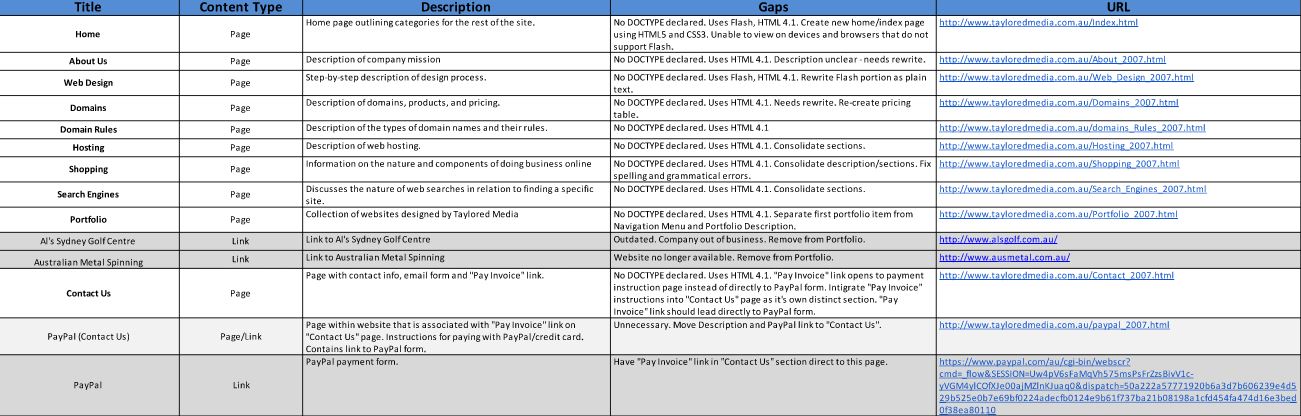 Title Content Type Description Gaps URL
Home Page Home page outlining categories for the rest of the site. No DOCTYPE declared. Uses Flash, HTML 4.1. Create new home/index page http://www.tayloredmedia.com.au/Index.html
using HTML5 and CSS3. Unable to view on devices and browsers that do not
support Flash.
About Us Page Description of company mission No DOCTYPE declared. Uses HTML 4.1. Description unclear - needs rewrite. http://www.tayloredmedia.com.au/About_2007.html
Web Design Page Step-by-step description of design process. No DOCTYPE declared. Uses Flash, HTML 4.1. Rewrite Flash portion as plain http://www.tayloredmedia.com.au/Web_Design_2007.html
text.
Domains Page Description of domains, products, and pricing. No DOCTYPE declared. Uses HTML 4.1. Needs rewrite. Re-create pricing http://www.tayloredmedia.com.au/Domains_2007.html
table.
Domain Rules Page Description of the types of domain names and their rules. No DOCTYPE declared. Uses HTML 4.1 http://www.tayloredmedia.com.au/domains_Rules_2007.html
Hosting Page Description of web hosting. No DOCTYPE declared. Uses HTML 4.1. Consolidate sections. http://www.tayloredmedia.com.au/Hosting_2007.html
Shopping Page Information on the nature and components of doing business online No DOCTYPE declared. Uses HTML 4.1. Consolidate description/sections. Fix http://www.tayloredmedia.com.au/Shopping_2007.html
spelling and grammatical errors.
Search Engines Page Discusses the nature of web searches in relation to finding a specific No DOCTYPE declared. Uses HTML 4.1. Consolidate sections. http://www.tayloredmedia.com.au/Search_Engines_2007.html
site.
Portfolio Page Collection of websites designed by Taylored Media No DOCTYPE declared. Uses HTML 4.1. Separate first portfolio item from http://www.tayloredmedia.com.au/Portfolio_2007.html
Navigation Menu and Portfolio Description.
Al's Sydney Golf Centre Link Link to Al's Sydney Golf Centre Outdated. Company out of business. Remove from Portfolio. http://www.alsgolf.com.au/
Australian Metal Spinning Link Link to Australian Metal Spinning Website no longer available. Remove from Portfolio. http://www.ausmetal.com.au/
Contact Us Page Page with contact info, email form and "Pay Invoice" link. No DOCTYPE declared. Uses HTML 4.1. "Pay Invoice" link opens to payment http://www.tayloredmedia.com.au/Contact_2007.html
instruction page instead of directly to PayPal form. Intigrate "Pay Invoice"
instructions into "Contact Us" page as it's own distinct section. "Pay
Invoice" link should lead directly to PayPal form.
PayPal (Contact Us) Page/Link Page within website that is associated with "Pay Invoice" link on Unnecessary. Move Description and PayPal link to "Contact Us". http://www.tayloredmedia.com.au/paypal_2007.html
"Contact Us" page. Instructions for paying with PayPal/credit card.
Contains link to PayPal form.
PayPal Link PayPal payment form. Have "Pay Invoice" link in "Contact Us" section direct to this page. https://www.paypal.com/au/cgi-bin/webscr?
cmd=_flow&SESSION=Uw4pV6sFaMqVh575msPsFrZzsBivV1c-
yVGM4ylCOfXJe00ajMZlnKJuaq0&dispatch=50a222a57771920b6a3d7b606239e4d5
29b525e0b7e69bf0224adecfb0124e9b61f737ba21b08198a1cfd454fa474d16e3bed
0f38ea80110